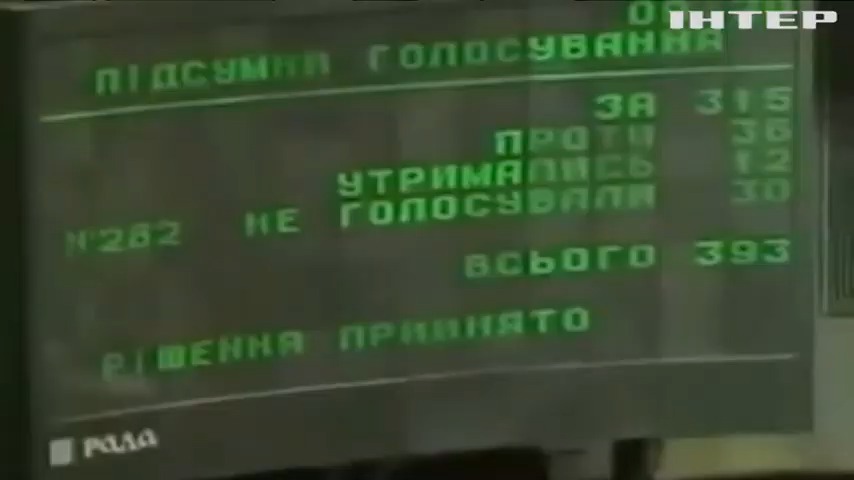 ІНТЕР
ПІДСУМКИ ГОЛОСУВАННЯ
ЗА 315
ПРОТИ 36
УТРИМАЛИСЬ 12
№282 НЕ ГОЛОСУВАЛИ 30
ВСЬОГО 393
РІШЕННЯ ПРИЙНЯТО
рада